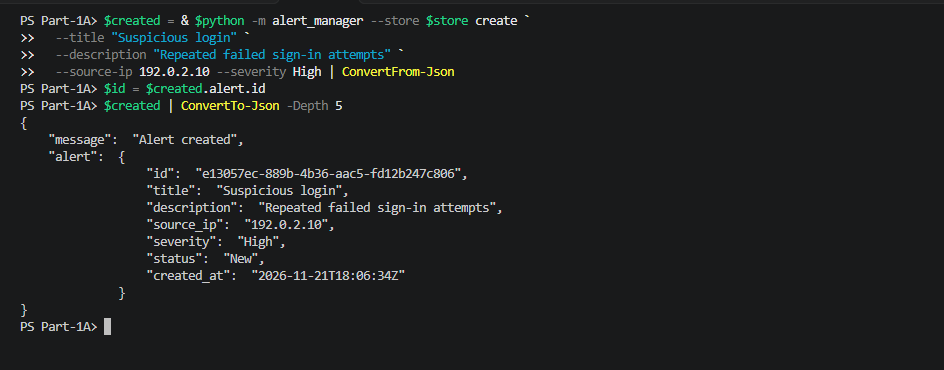 PS Part-1A> $created = & $python -m alert_manager --store $store create `
>>   --title "Suspicious login" `
>>   --description "Repeated failed sign-in attempts" `
>>   --source-ip 192.0.2.10 --severity High | ConvertFrom-Json
PS Part-1A> $id = $created.alert.id
PS Part-1A> $created | ConvertTo-Json -Depth 5
{
    "message":  "Alert created",
    "alert":  {
                  "id":  "e13057ec-889b-4b36-aac5-fd12b247c806",
                  "title":  "Suspicious login",
                  "description":  "Repeated failed sign-in attempts",
                  "source_ip":  "192.0.2.10",
                  "severity":  "High",
                  "status":  "New",
                  "created_at":  "2026-11-21T18:06:34Z"
              }
}
PS Part-1A>